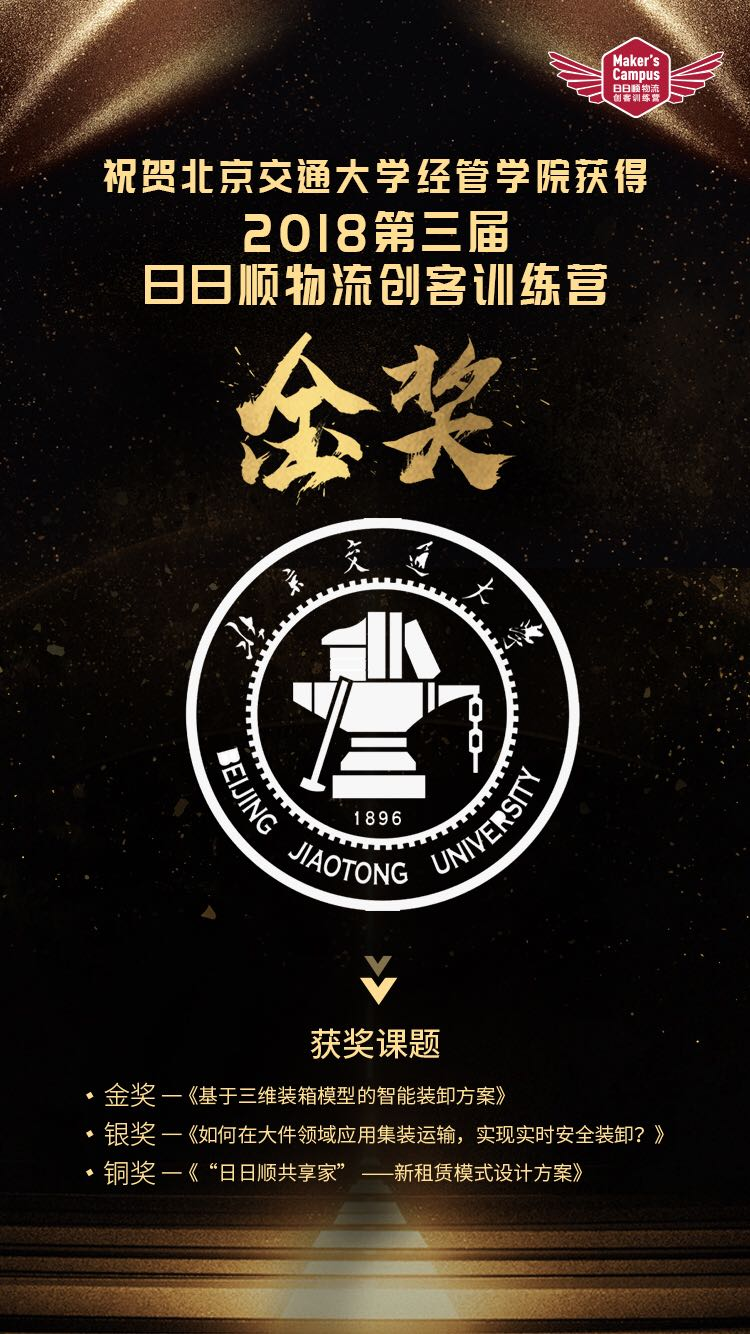 Maker's
Campus
日日顺物流
创客训练营
祝贺北京交通大学经管学院获得
2018第三届
日日顺物流创客训练营
金奖
北京交通大学
1896
BEIJING JIAOTONG UNIVERSITY
获奖课题
· 金奖—《基于三维装箱模型的智能装卸方案》
· 银奖—《如何在大件领域应用集装运输，实现实时安全装卸？》
· 铜奖—《“日日顺共享家” ——新租赁模式设计方案》